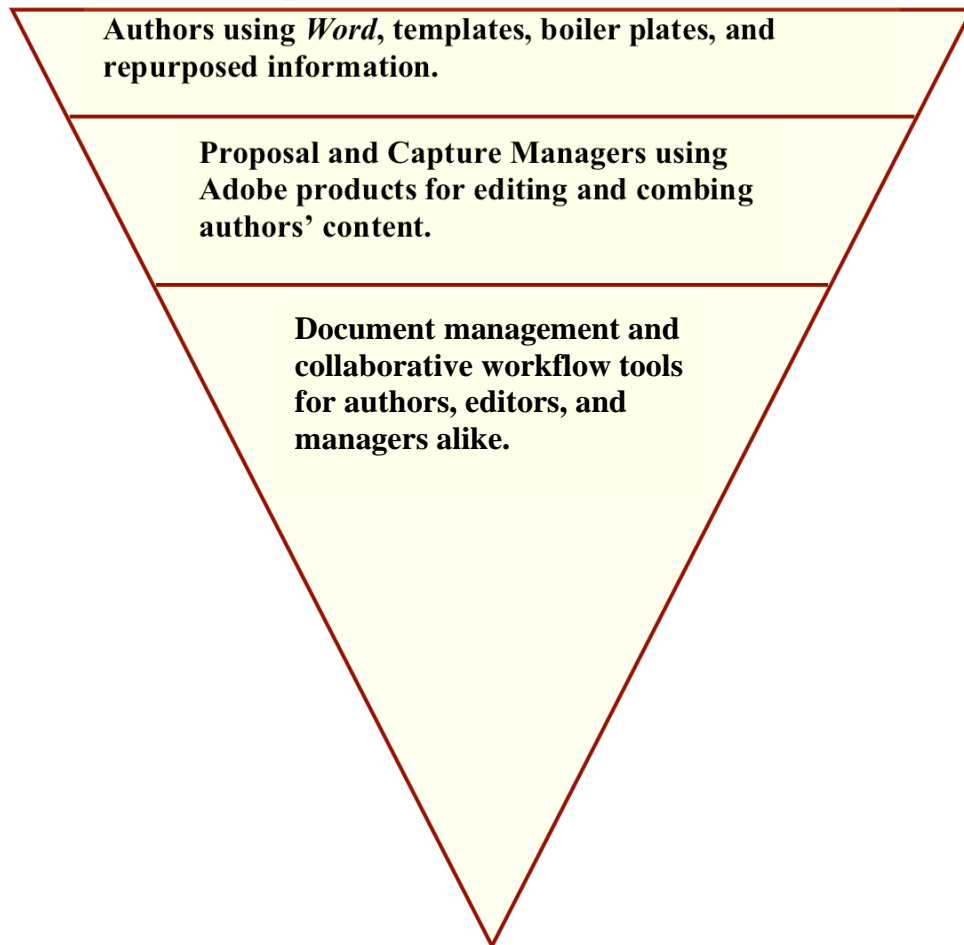 Authors using Word, templates, boiler plates, and
repurposed information.
Proposal and Capture Managers using
Adobe products for editing and combing
authors’ content.
Document management and
collaborative workflow tools
for authors, editors, and
managers alike.